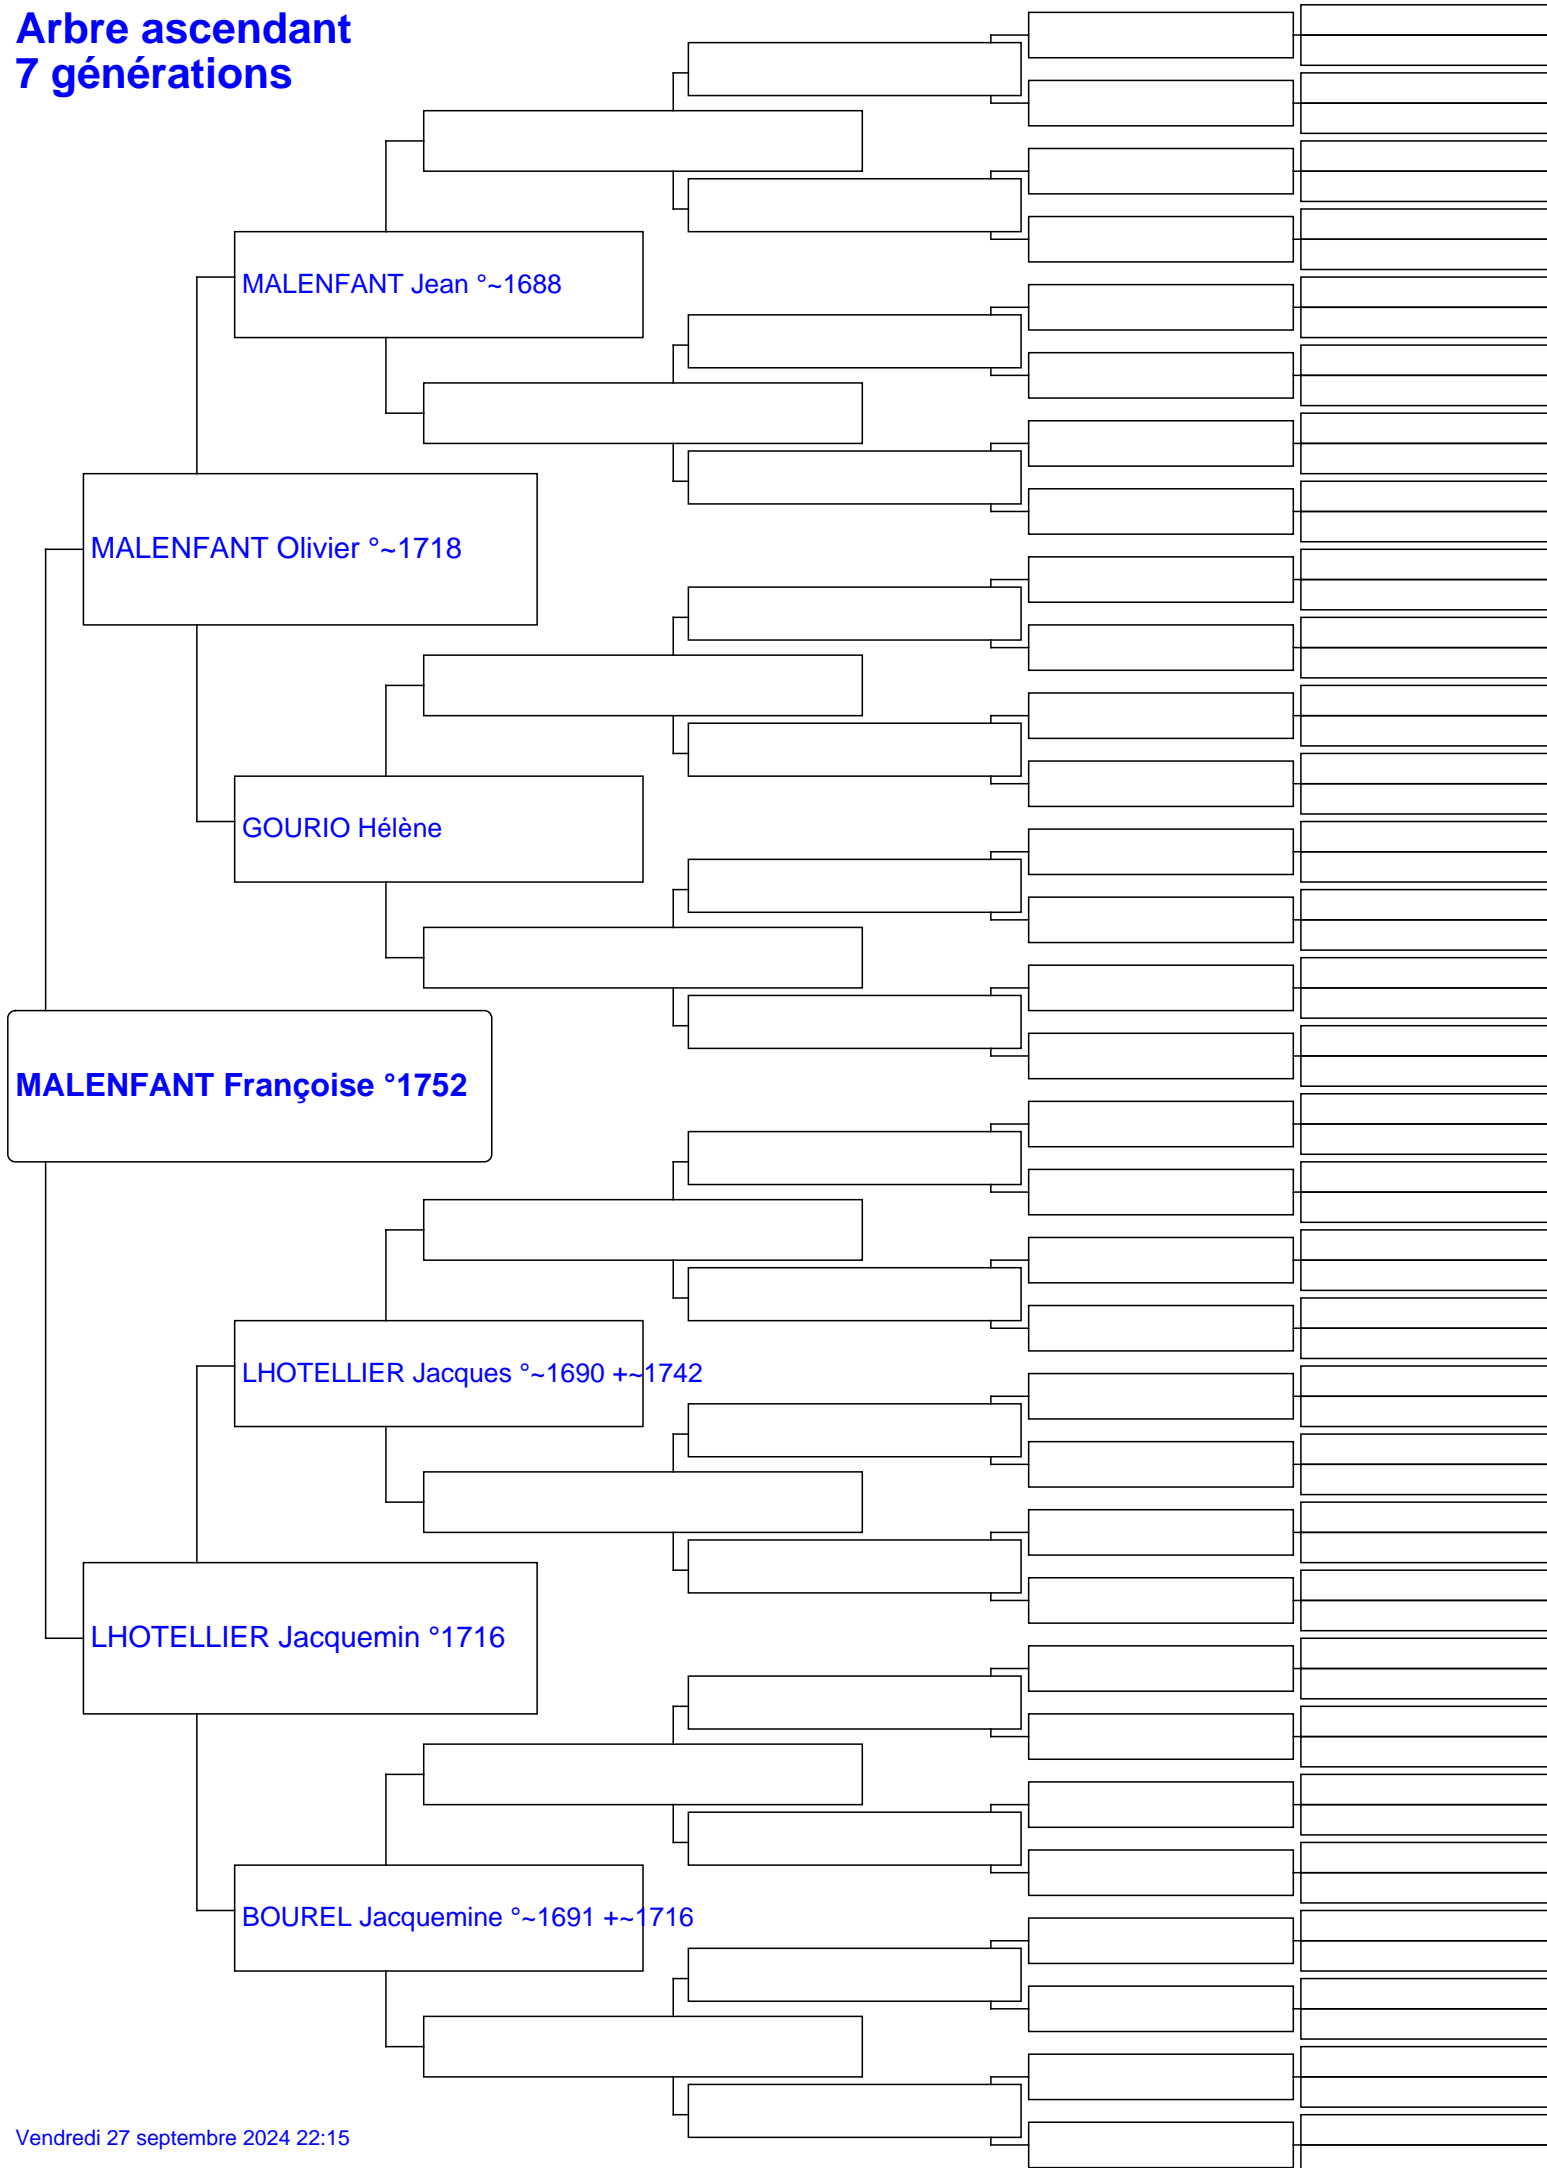 Arbre ascendant
7 générations
MALENFANT Jean °~1688
MALENFANT Olivier °~1718
GOURIO Hélène
MALENFANT Françoise °1752
LHOTELLIER Jacques °~1690 +~1742
LHOTELLIER Jacquemin °1716
BOUREL Jacquemine °~1691 +~1716
Vendredi 27 septembre 2024 22:15